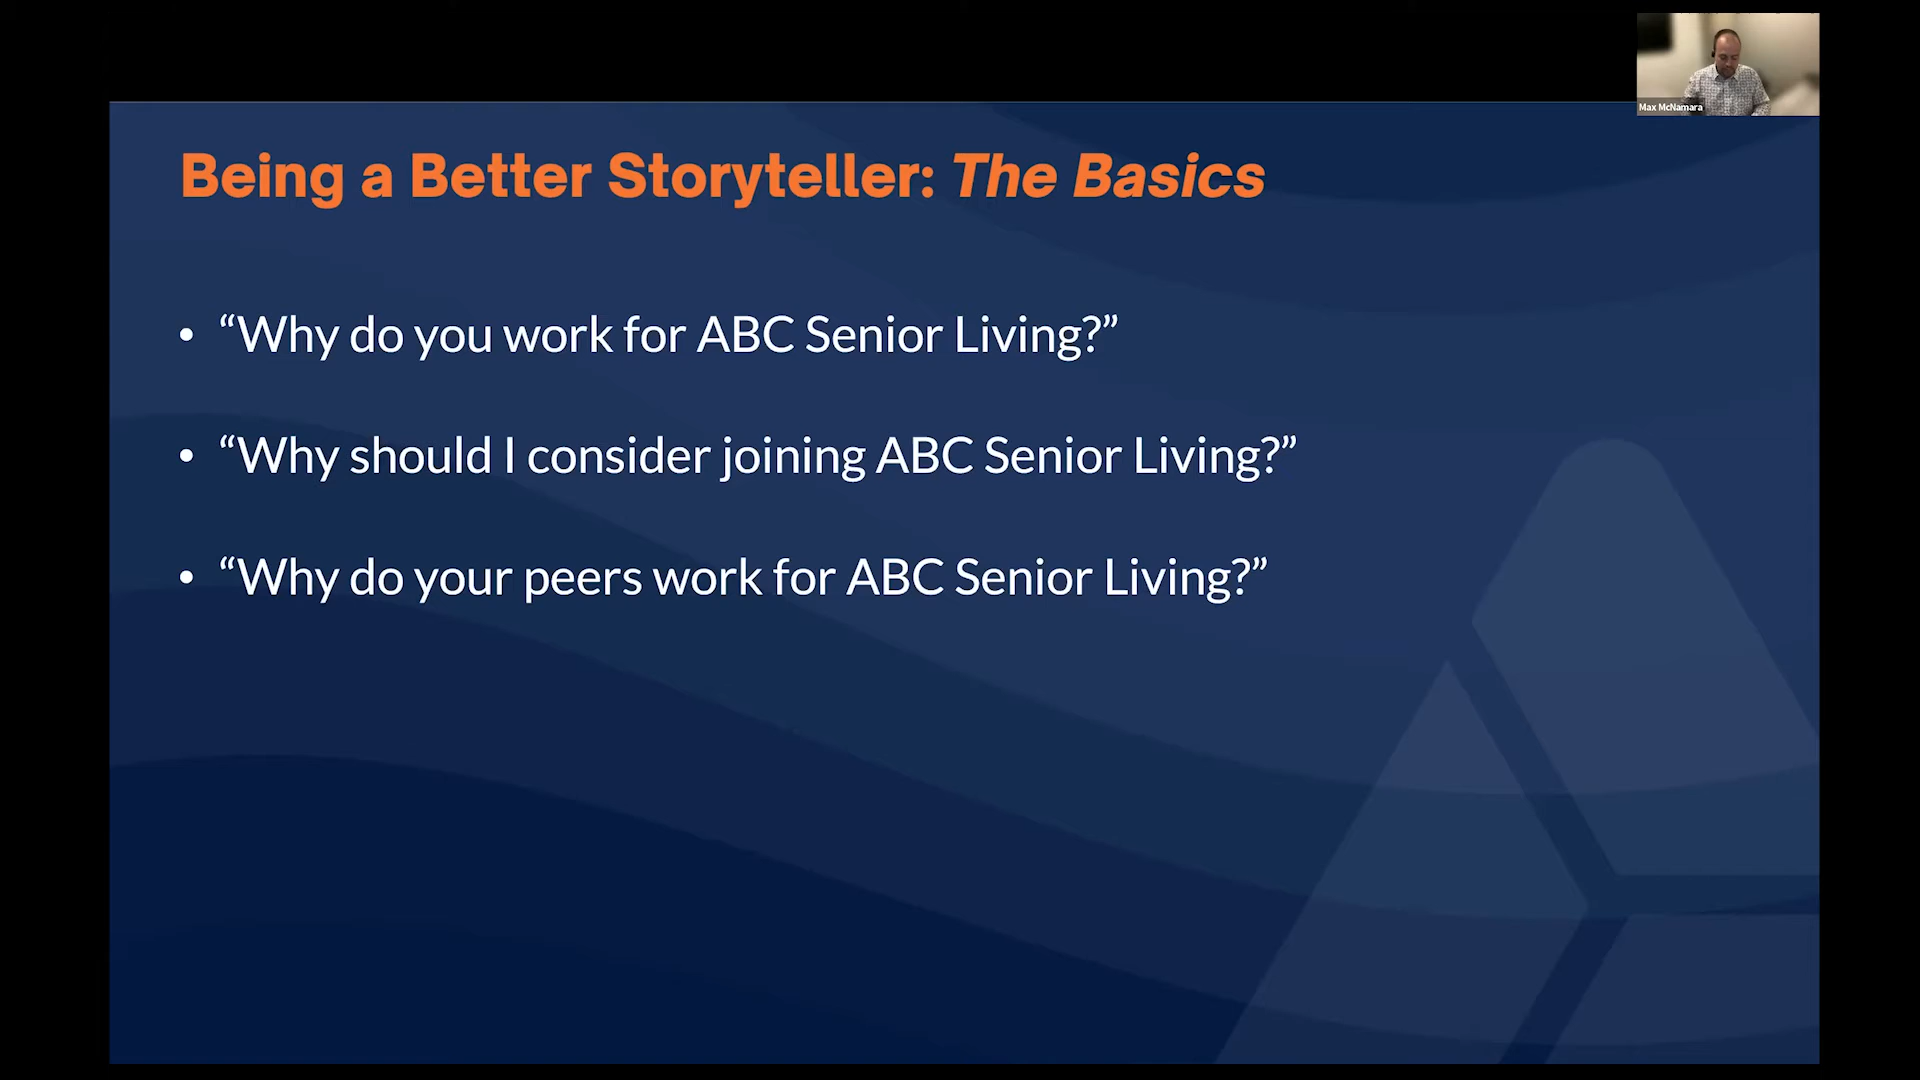 Max McNamara
Being a Better Storyteller: The Basics
• “Why do you work for ABC Senior Living?”
• “Why should I consider joining ABC Senior Living?”
• “Why do your peers work for ABC Senior Living?”